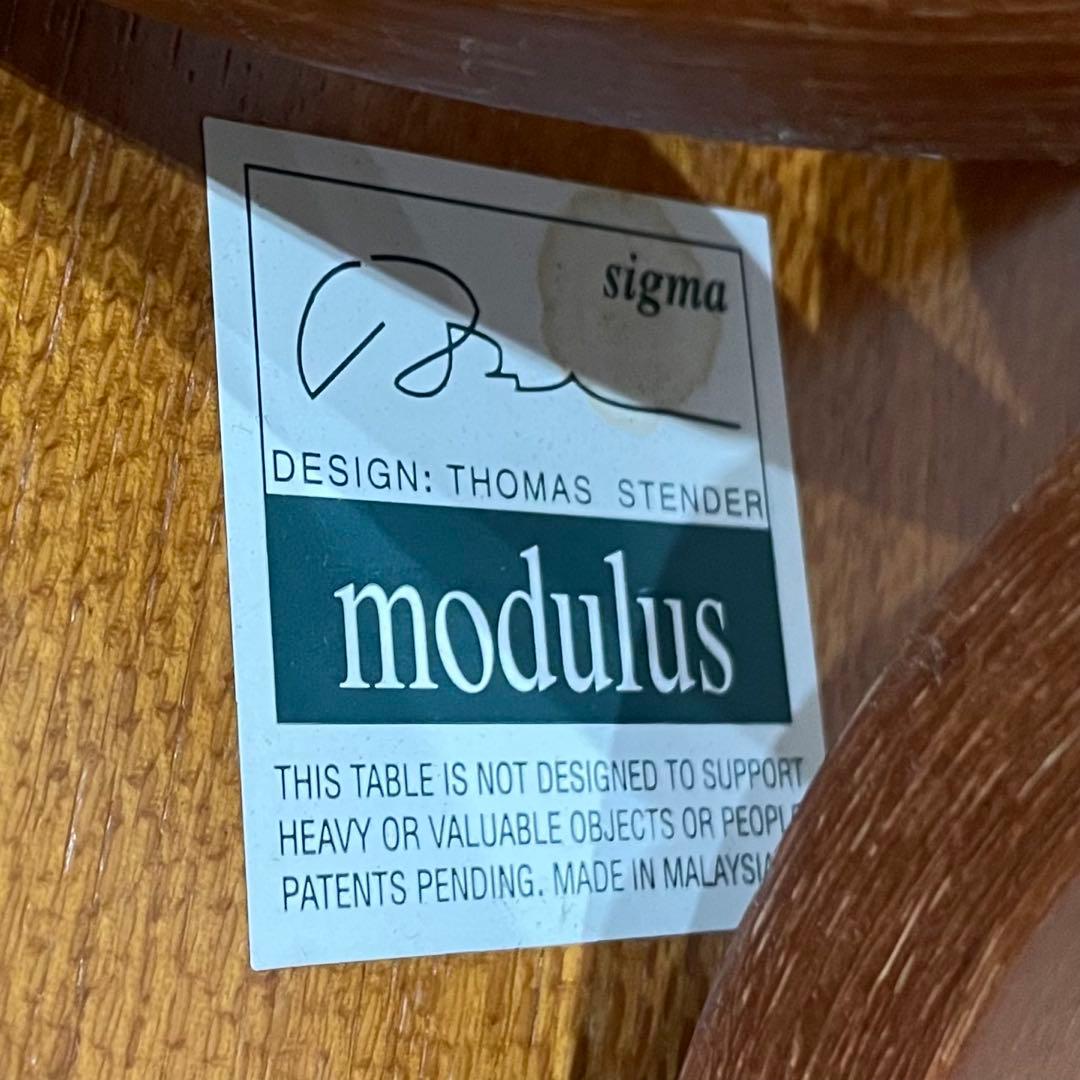 sigma
DESIGN: THOMAS STENDER
modulus
THIS TABLE IS NOT DESIGNED TO SUPPORT
HEAVY OR VALUABLE OBJECTS OR PEOPLE
PATENTS PENDING. MADE IN MALAYSIA